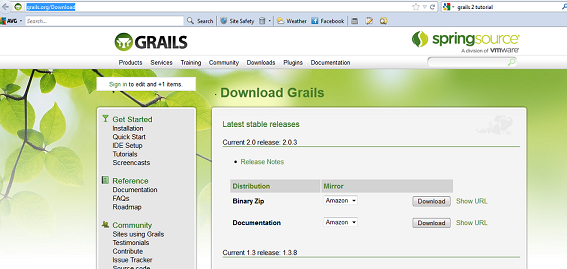 grails.org/Download
grails 2 tutorial
AVG Search Site Safety Weather Facebook
GRAILS
springsource
A division of vmware
Products Services Training Community Downloads Plugins Documentation
Sign in to edit and +1 items.
Download Grails
Get Started
Installation
Quick Start
IDE Setup
Tutorials
Screencasts
Reference
Documentation
FAQs
Roadmap
Community
Sites using Grails
Testimonials
Contribute
Issue Tracker
Source code
Latest stable releases
Current 2.0 release: 2.0.3
Release Notes
Distribution Mirror
Binary Zip Amazon Download Show URL
Documentation Amazon Download Show URL
Current 1.3 release: 1.3.8